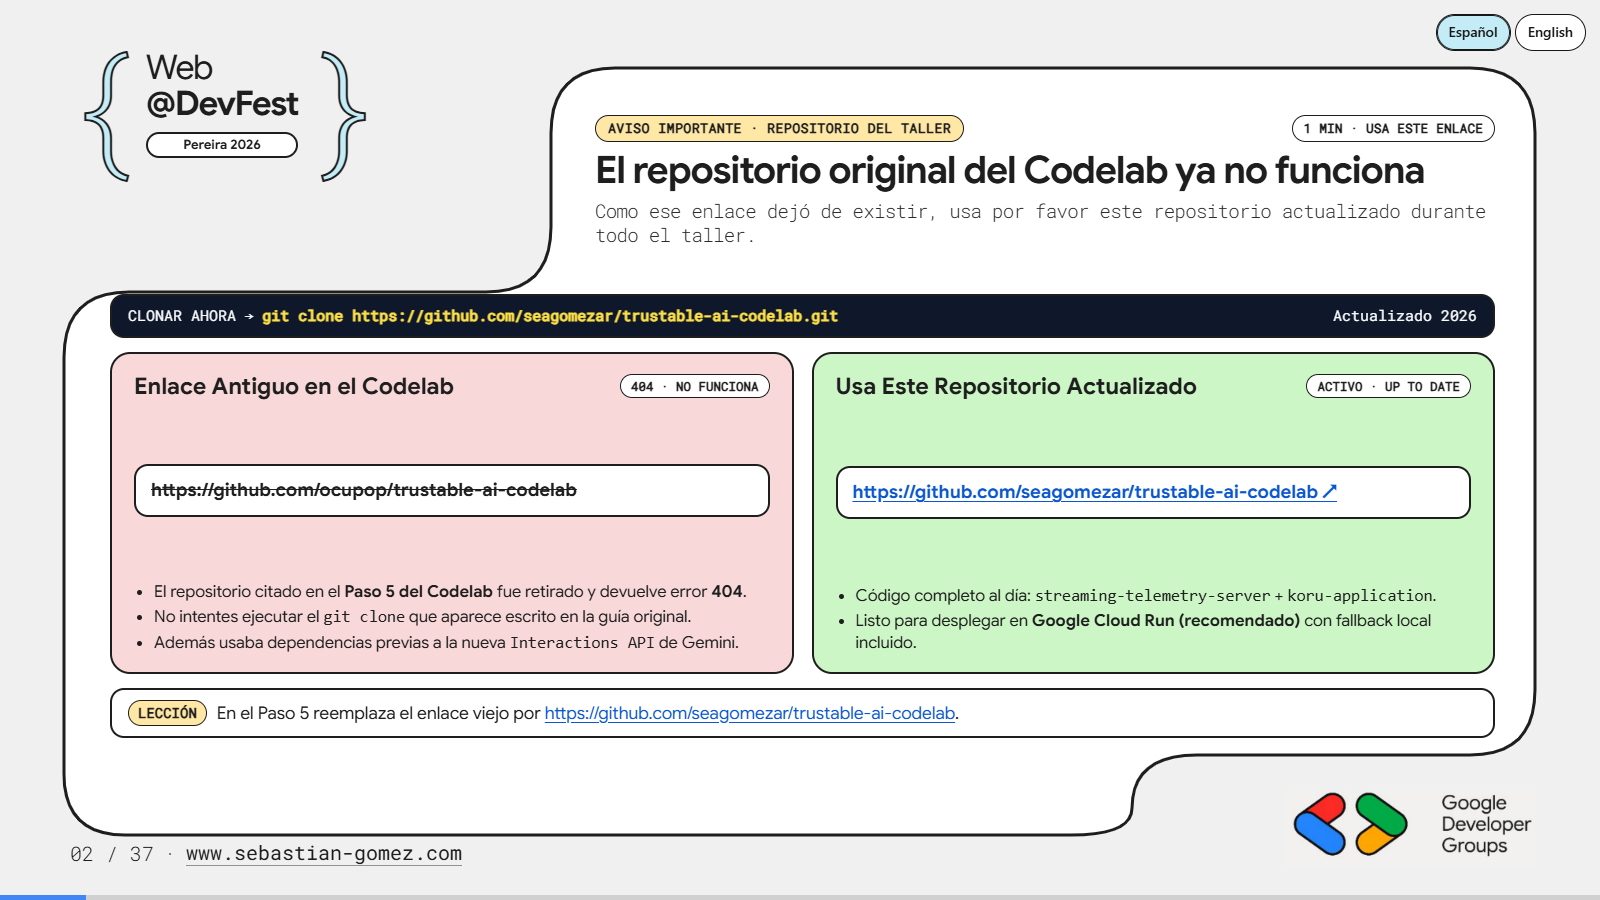 Español
English
Web
@DevFest
Pereira 2026
AVISO IMPORTANTE · REPOSITORIO DEL TALLER
1 MIN · USA ESTE ENLACE
El repositorio original del Codelab ya no funciona
Como ese enlace dejó de existir, usa por favor este repositorio actualizado durante
todo el taller.
CLONAR AHORA → git clone https://github.com/seagomezar/trustable-ai-codelab.git
Actualizado 2026
Enlace Antiguo en el Codelab
404 · NO FUNCIONA
https://github.com/ocupop/trustable-ai-codelab
• El repositorio citado en el Paso 5 del Codelab fue retirado y devuelve error 404.
• No intentes ejecutar el git clone que aparece escrito en la guía original.
• Además usaba dependencias previas a la nueva Interactions API de Gemini.
Usa Este Repositorio Actualizado
ACTIVO · UP TO DATE
https://github.com/seagomezar/trustable-ai-codelab ↗
• Código completo al día: streaming-telemetry-server + koru-application.
• Listo para desplegar en Google Cloud Run (recomendado) con fallback local
incluido.
LECCIÓN En el Paso 5 reemplaza el enlace viejo por https://github.com/seagomezar/trustable-ai-codelab.
02 / 37 · www.sebastian-gomez.com
Google
Developer
Groups